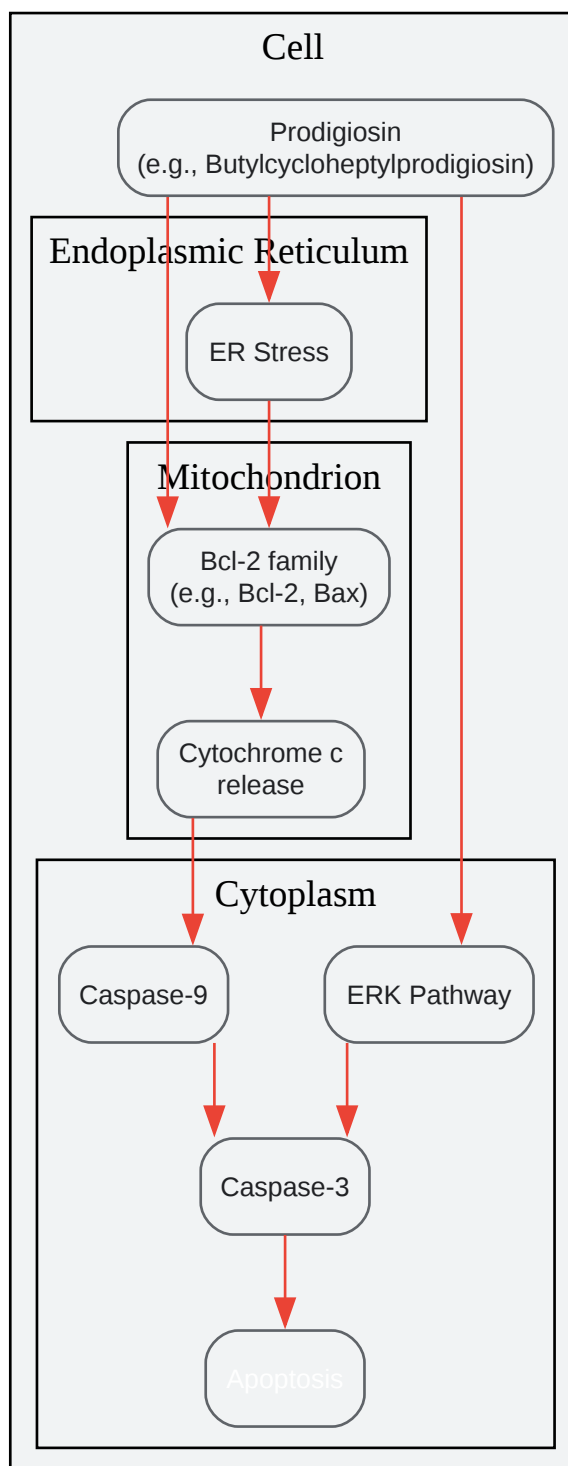 Cell
Prodigiosin
(e.g., Butylcycloheptylprodigiosin)
Endoplasmic Reticulum
ER Stress
Mitochondrion
Bcl-2 family
(e.g., Bcl-2, Bax)
Cytochrome c
release
Cytoplasm
Caspase-9
ERK Pathway
Caspase-3
Apoptosis